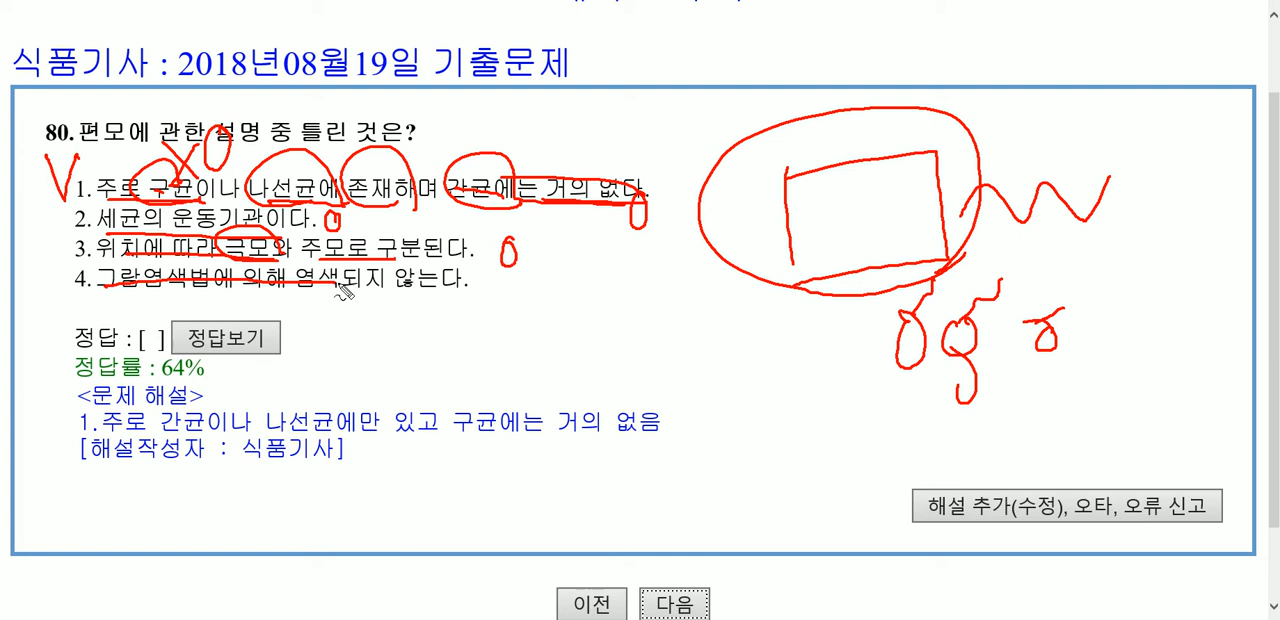 식품기사 : 2018년08월19일 기출문제
80. 편모에 관한 설명 중 틀린 것은?
1. 주로 구균이나 나선균에 존재하며 간균에는 거의 없다.
2. 세균의 운동기관이다.
3. 위치에 따라 극모와 주모로 구분된다.
4. 그람염색법에 의해 염색되지 않는다.
정답 : [ ] 정답보기
정답률 : 64%
<문제 해설>
1.주로 간균이나 나선균에만 있고 구균에는 거의 없음
[해설작성자 : 식품기사]
해설 추가(수정), 오타, 오류 신고
이전 다음